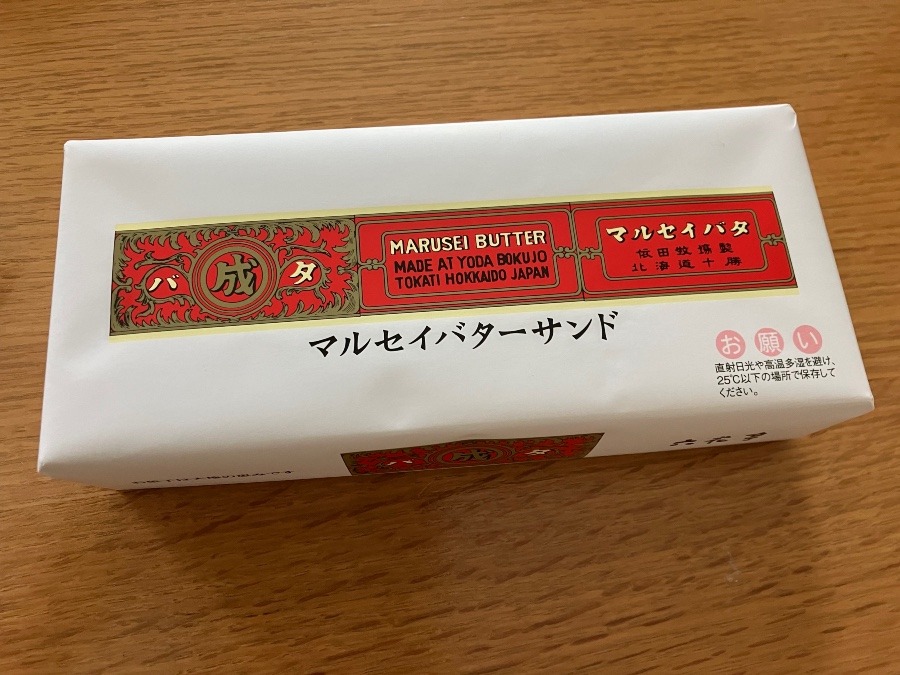 バ 成 タ
MARUSEI BUTTER
MADE AT YODA BOKUJO
TOKATI HOKKAIDO JAPAN
マルセイバタ
依田牧場製
北海道十勝
マルセイバターサンド
お願い
直射日光や高温多湿を避け、
25℃以下の場所で保存して
ください。
バ 成 タ